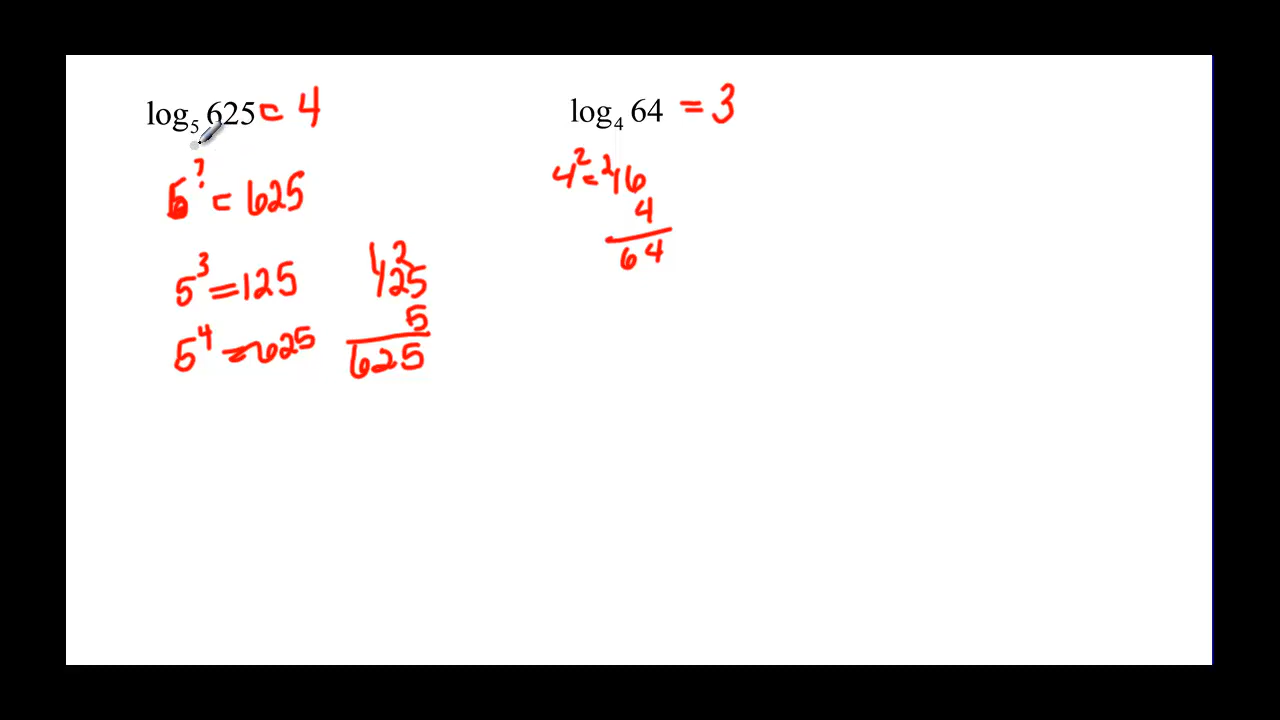 log₅ 625 = 4
5^? = 625
5³ = 125
5⁴ = 625
125
5
625
log₄ 64 = 3
4² = 16
4
64